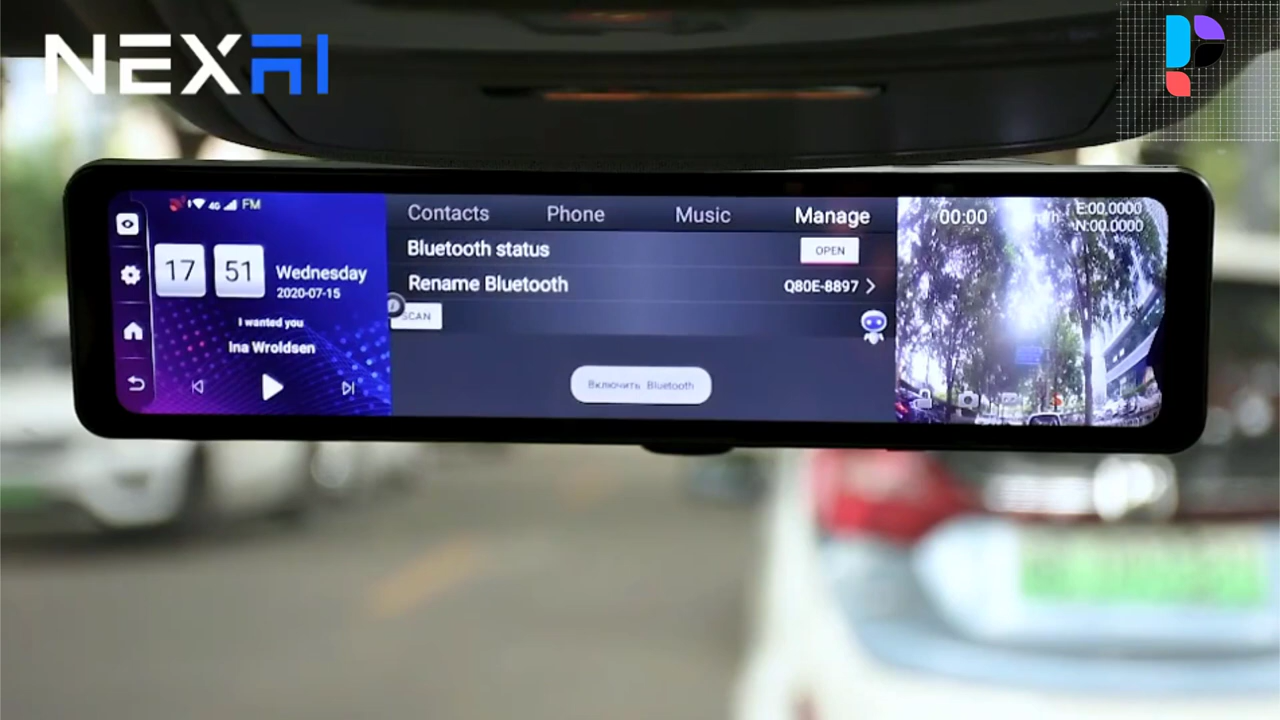 NEXAI
4G FM
17 51 Wednesday
2020-07-15
I wanted you
Ina Wroldsen
Contacts Phone Music Manage
Bluetooth status OPEN
Rename Bluetooth Q80E-8897
SCAN
Включить Bluetooth
00:00
E:00.0000
N:00.0000